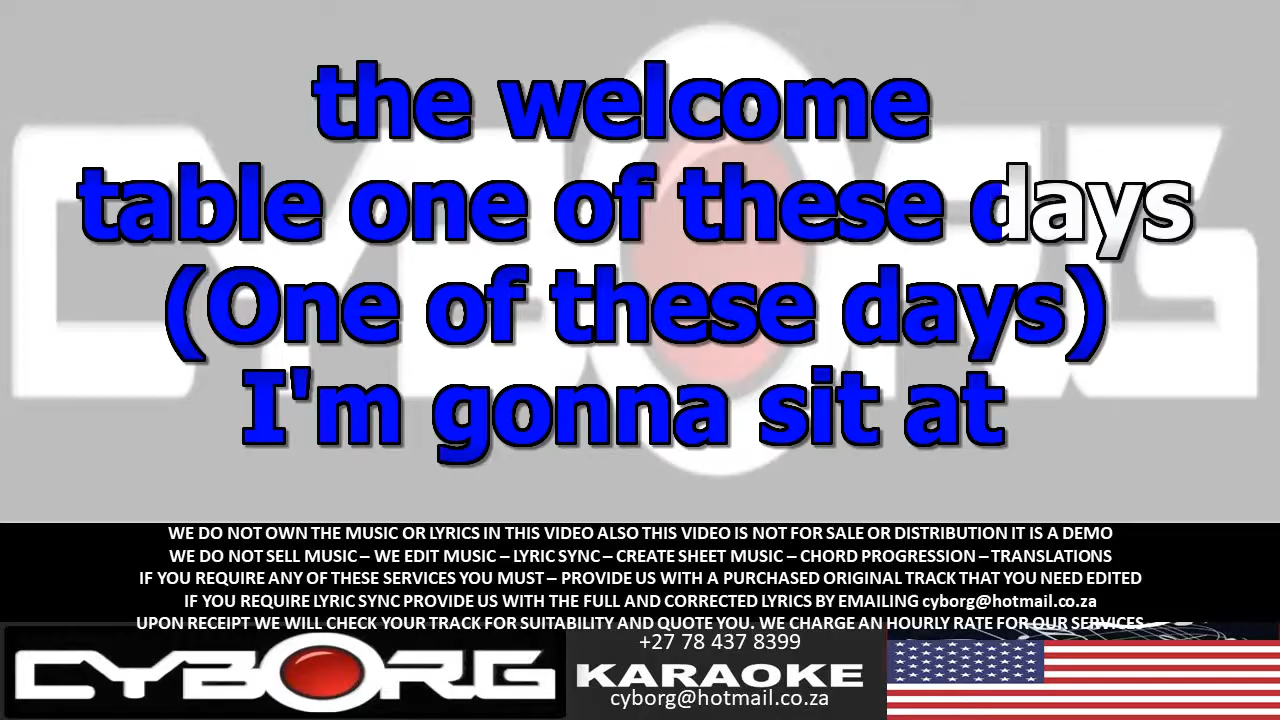 the welcome
table one of these days
(One of these days)
I'm gonna sit at
WE DO NOT OWN THE MUSIC OR LYRICS IN THIS VIDEO ALSO THIS VIDEO IS NOT FOR SALE OR DISTRIBUTION IT IS A DEMO
WE DO NOT SELL MUSIC – WE EDIT MUSIC – LYRIC SYNC – CREATE SHEET MUSIC – CHORD PROGRESSION – TRANSLATIONS
IF YOU REQUIRE ANY OF THESE SERVICES YOU MUST – PROVIDE US WITH A PURCHASED ORIGINAL TRACK THAT YOU NEED EDITED
IF YOU REQUIRE LYRIC SYNC PROVIDE US WITH THE FULL AND CORRECTED LYRICS BY EMAILING cyborg@hotmail.co.za
UPON RECEIPT WE WILL CHECK YOUR TRACK FOR SUITABILITY AND QUOTE YOU. WE CHARGE AN HOURLY RATE FOR OUR SERVICES
CYBORG
+27 78 437 8399
KARAOKE
cyborg@hotmail.co.za
CYBORG